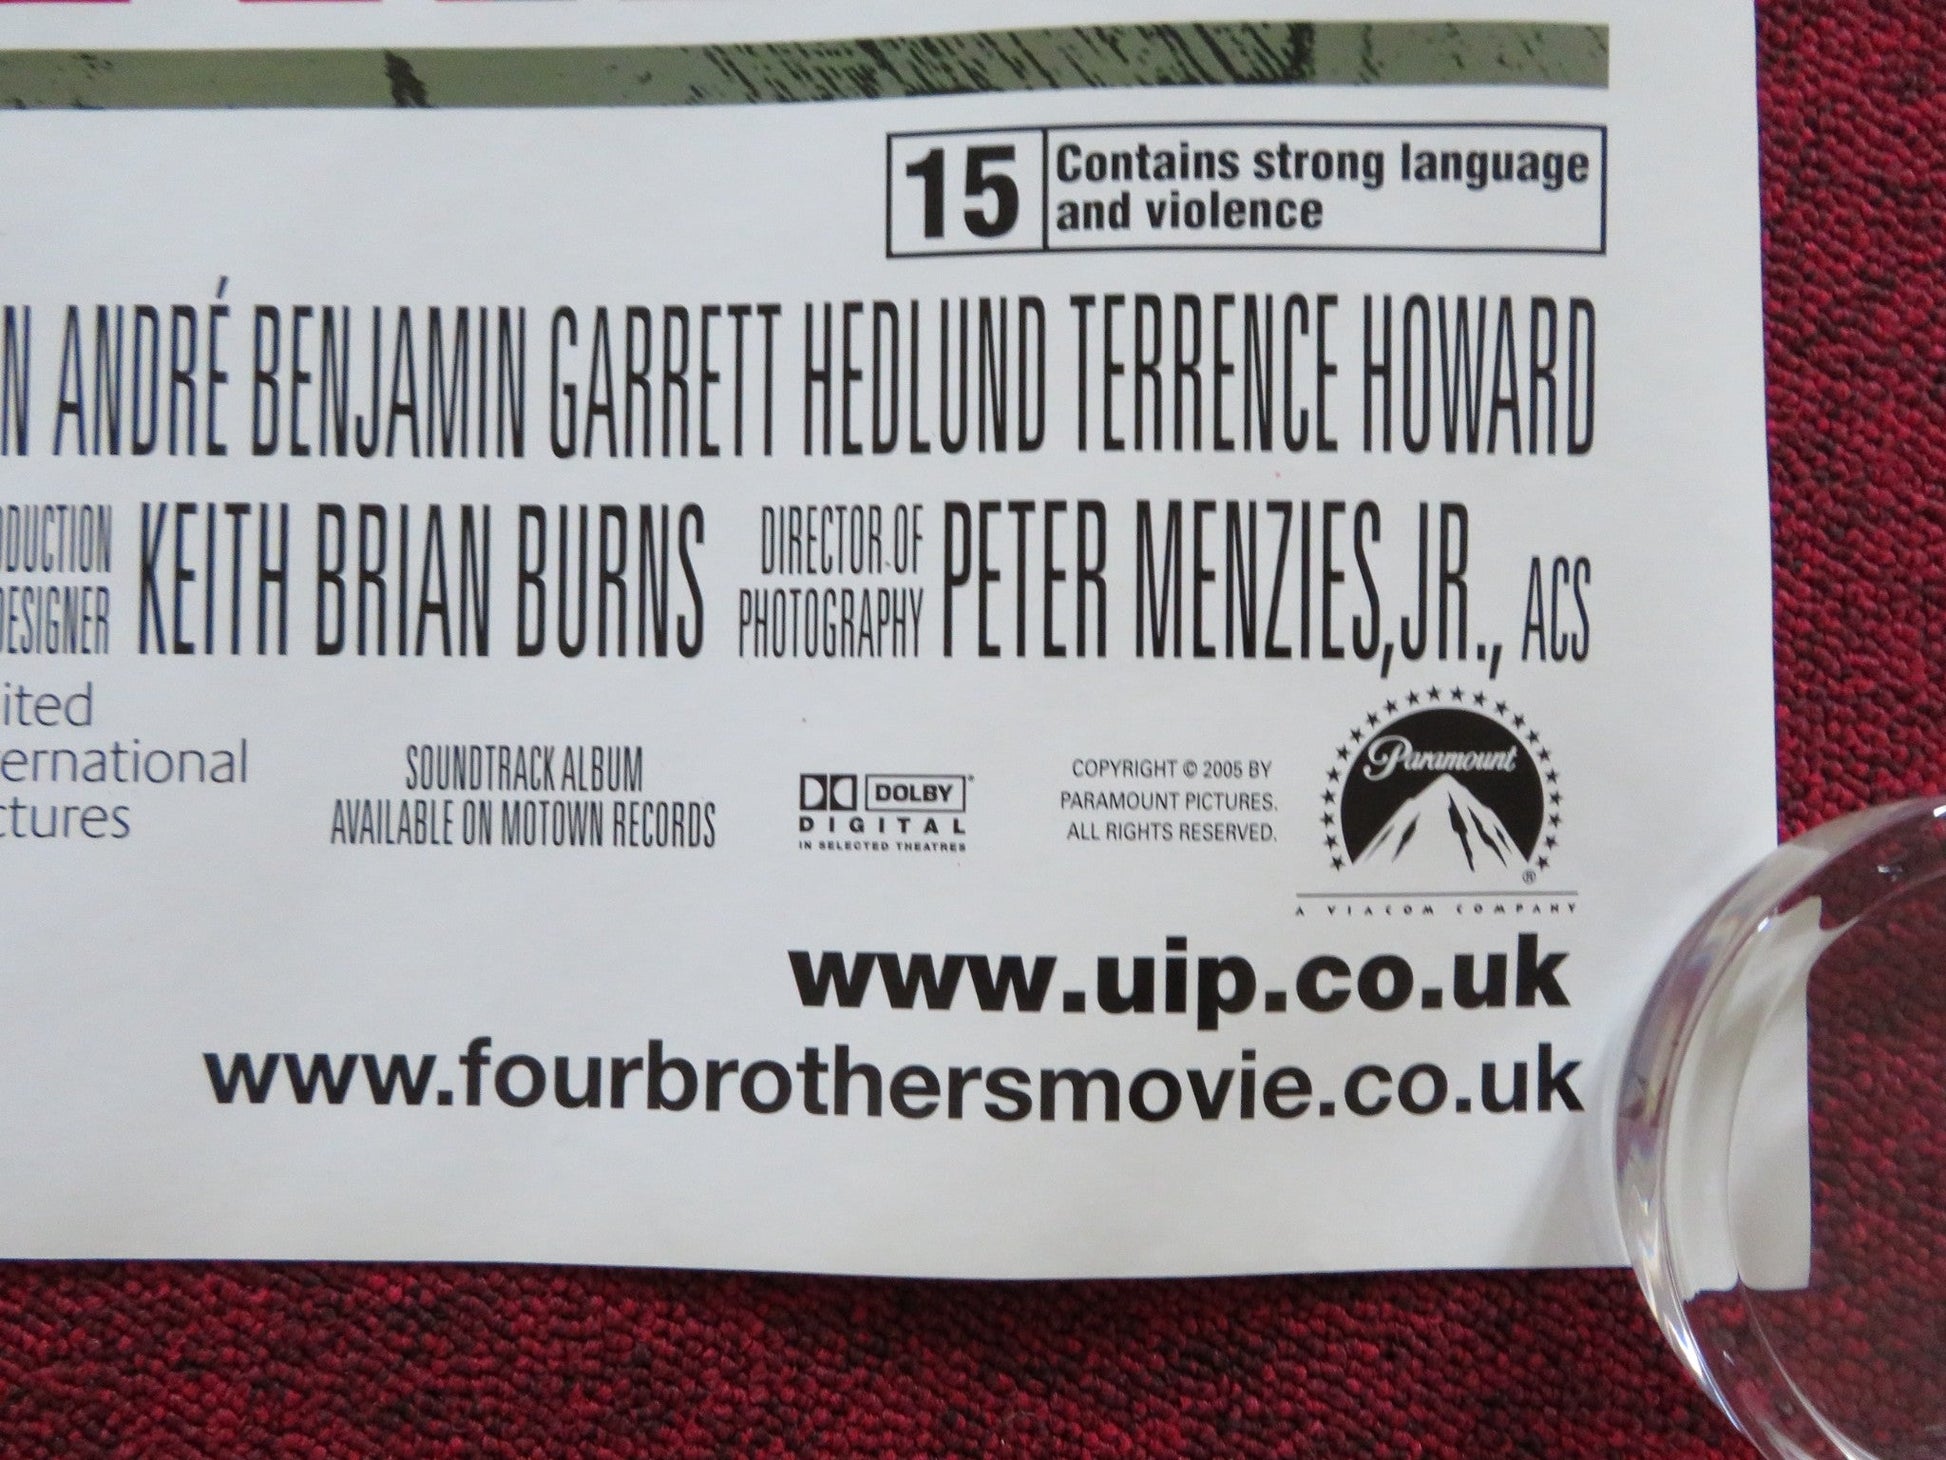 15
Contains strong language
and violence
N ANDRÉ BENJAMIN GARRETT HEDLUND TERRENCE HOWARD
ODUCTION
DESIGNER
KEITH BRIAN BURNS
DIRECTOR OF
PHOTOGRAPHY
PETER MENZIES, JR., ACS
ited
ernational
ctures
SOUNDTRACK ALBUM
AVAILABLE ON MOTOWN RECORDS
DOLBY
DIGITAL
IN SELECTED THEATRES
COPYRIGHT © 2005 BY
PARAMOUNT PICTURES.
ALL RIGHTS RESERVED.
Paramount
®
A VIACOM COMPANY
www.uip.co.uk
www.fourbrothersmovie.co.uk